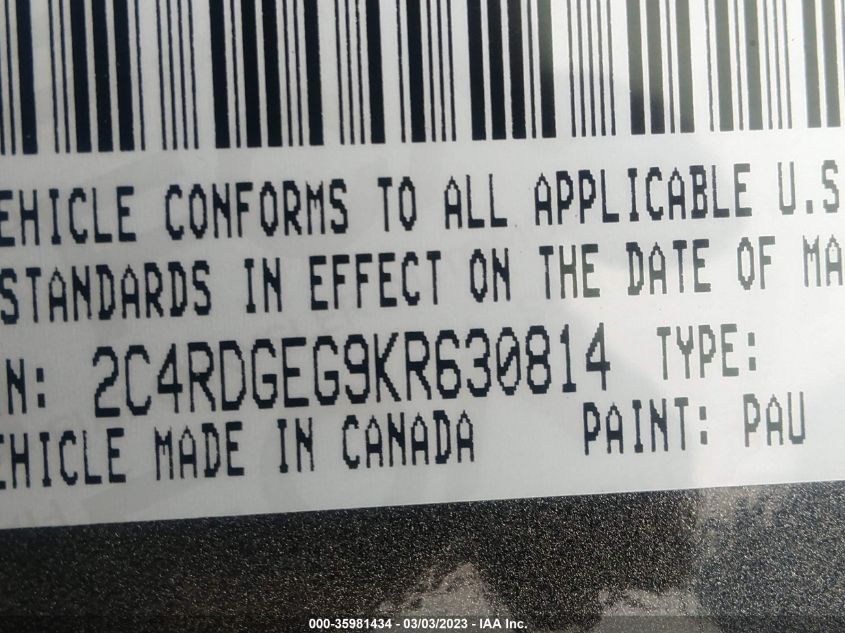 EHICLE CONFORMS TO ALL APPLICABLE U.S
STANDARDS IN EFFECT ON THE DATE OF MA
N: 2C4RDGEG9KR630814 TYPE:
EHICLE MADE IN CANADA PAINT: PAU
000-35981434 - 03/03/2023 - IAA Inc.